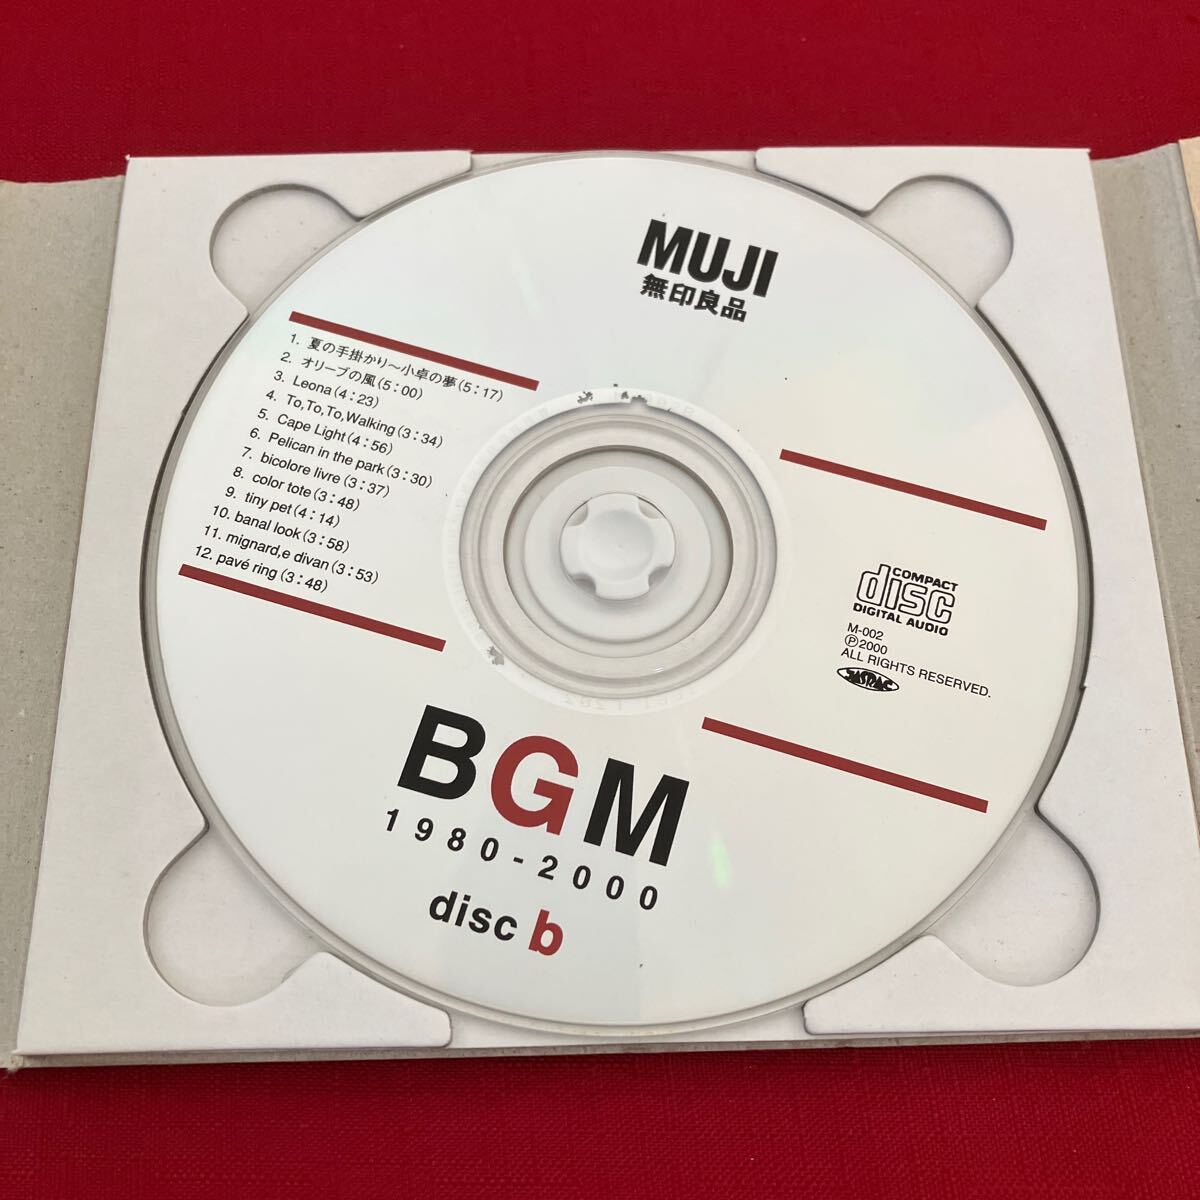 MUJI
無印良品
1. 夏の手掛かり〜小卓の夢(5:17)
2. オリーブの風(5:00)
3. Leona(4:23)
4. To,To,To,Walking(3:34)
5. Cape Light(4:56)
6. Pelican in the park(3:30)
7. bicolore livre(3:37)
8. color tote(3:48)
9. tiny pet(4:14)
10. banal look(3:58)
11. mignard,e divan(3:53)
12. pavé ring(3:48)
COMPACT
disc
DIGITAL AUDIO
M-002
Ⓟ2000
ALL RIGHTS RESERVED.
JASRAC
BGM
1980-2000
disc b